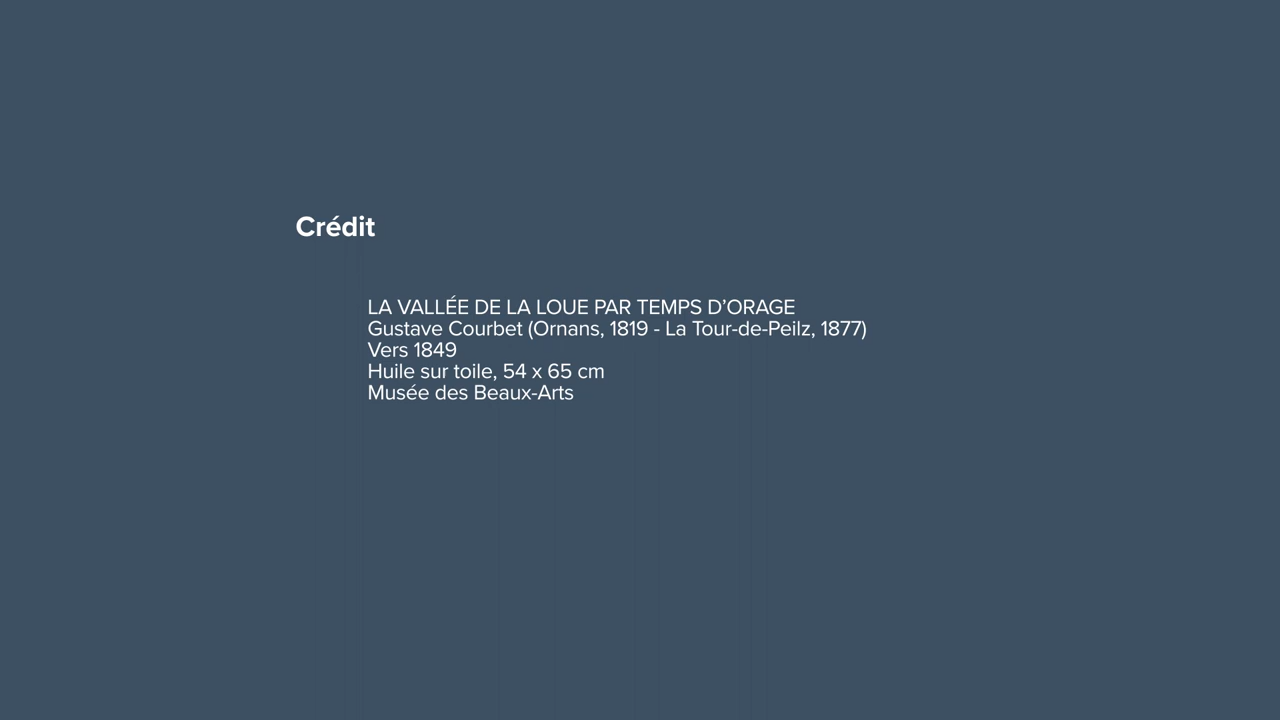 Crédit
LA VALLÉE DE LA LOUE PAR TEMPS D’ORAGE
Gustave Courbet (Ornans, 1819 - La Tour-de-Peilz, 1877)
Vers 1849
Huile sur toile, 54 x 65 cm
Musée des Beaux-Arts